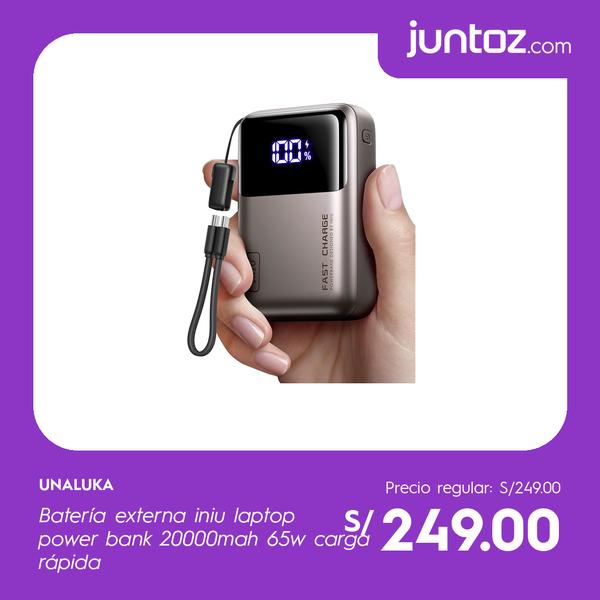 juntoz.com
100%
FAST CHARGE
UNALUKA
Precio regular: S/249.00
Batería externa iniu laptop
power bank 20000mah 65w carga
rápida
S/249.00